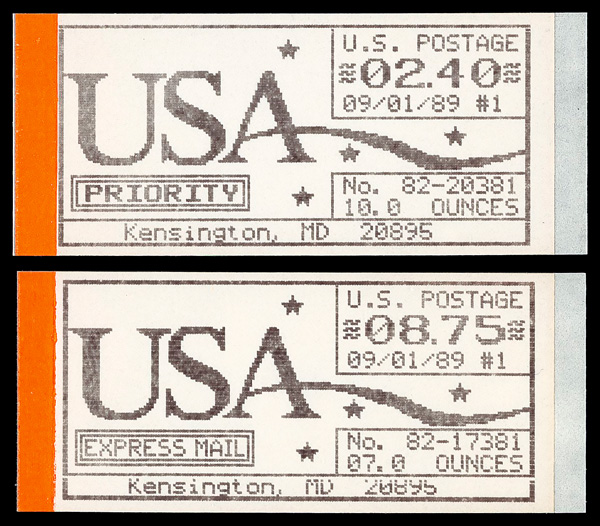 U.S. POSTAGE
USA
02.40
09/01/89 #1
PRIORITY
No. 82-20381
10.0 OUNCES
Kensington, MD 20895
U.S. POSTAGE
USA
08.75
09/01/89 #1
EXPRESS MAIL
No. 82-17381
07.0 OUNCES
Kensington, MD 20895